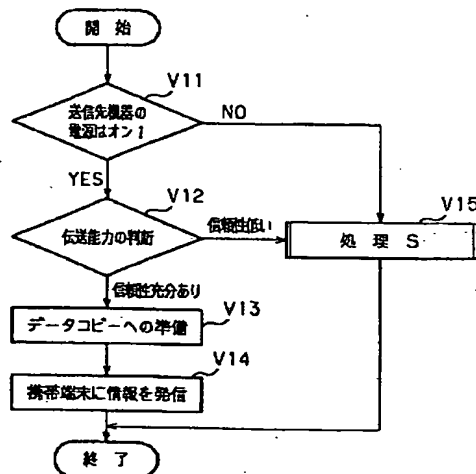 開始
V11
送信先機器の
電源はオン?
NO
YES
V12
伝送能力の判断
信頼性低い
V15
処理S
信頼性充分あり
V13
データコピーへの準備
V14
携帯端末に情報を発信
終了